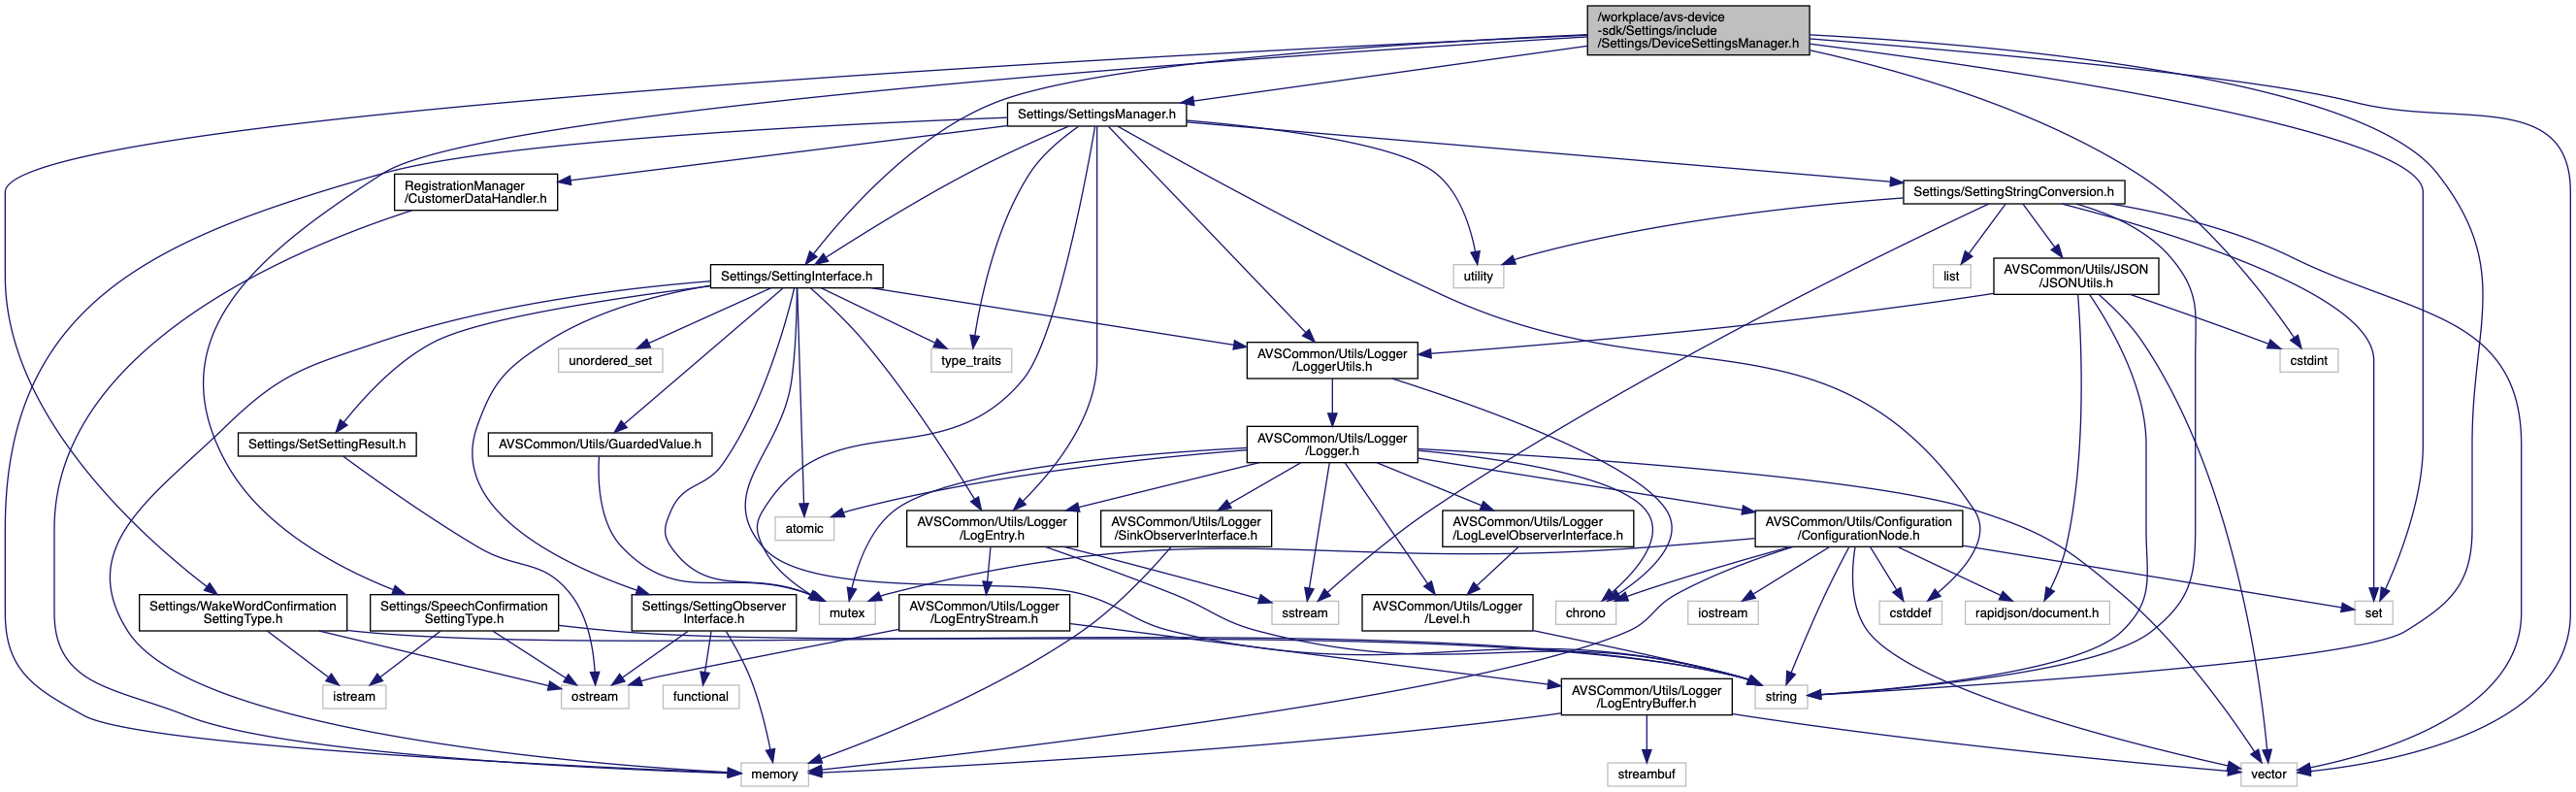 /workplace/avs-device
-sdk/Settings/include
/Settings/DeviceSettingsManager.h
Settings/SettingsManager.h
RegistrationManager
/CustomerDataHandler.h
Settings/SettingStringConversion.h
Settings/SettingInterface.h
utility
list
AVSCommon/Utils/JSON
/JSONUtils.h
unordered_set
type_traits
AVSCommon/Utils/Logger
/LoggerUtils.h
cstdint
Settings/SetSettingResult.h
AVSCommon/Utils/GuardedValue.h
AVSCommon/Utils/Logger
/Logger.h
atomic
AVSCommon/Utils/Logger
/LogEntry.h
AVSCommon/Utils/Logger
/SinkObserverInterface.h
AVSCommon/Utils/Logger
/LogLevelObserverInterface.h
AVSCommon/Utils/Configuration
/ConfigurationNode.h
Settings/WakeWordConfirmation
SettingType.h
Settings/SpeechConfirmation
SettingType.h
Settings/SettingObserver
Interface.h
mutex
AVSCommon/Utils/Logger
/LogEntryStream.h
sstream
AVSCommon/Utils/Logger
/Level.h
chrono
iostream
cstddef
rapidjson/document.h
set
istream
ostream
functional
AVSCommon/Utils/Logger
/LogEntryBuffer.h
string
memory
streambuf
vector